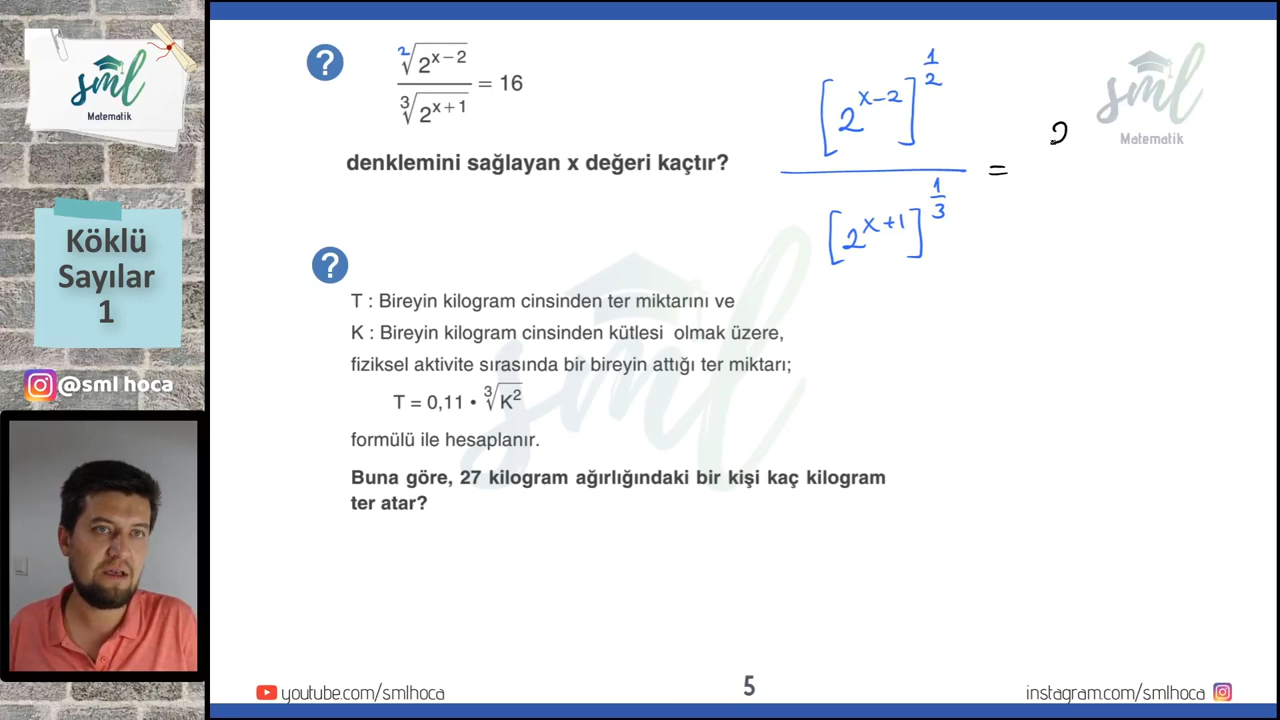 sml
Matematik
Köklü
Sayılar
1
@sml hoca
?
²√2^(x−2) / ³√2^(x+1) = 16
denklemini sağlayan x değeri kaçtır?
[2^(x−2)]^(1/2) / [2^(x+1)]^(1/3) = 2
sml
Matematik
?
T : Bireyin kilogram cinsinden ter miktarını ve
K : Bireyin kilogram cinsinden kütlesi olmak üzere,
fiziksel aktivite sırasında bir bireyin attığı ter miktarı;
T = 0,11 • ³√K²
formülü ile hesaplanır.
Buna göre, 27 kilogram ağırlığındaki bir kişi kaç kilogram
ter atar?
youtube.com/smlhoca
5
instagram.com/smlhoca